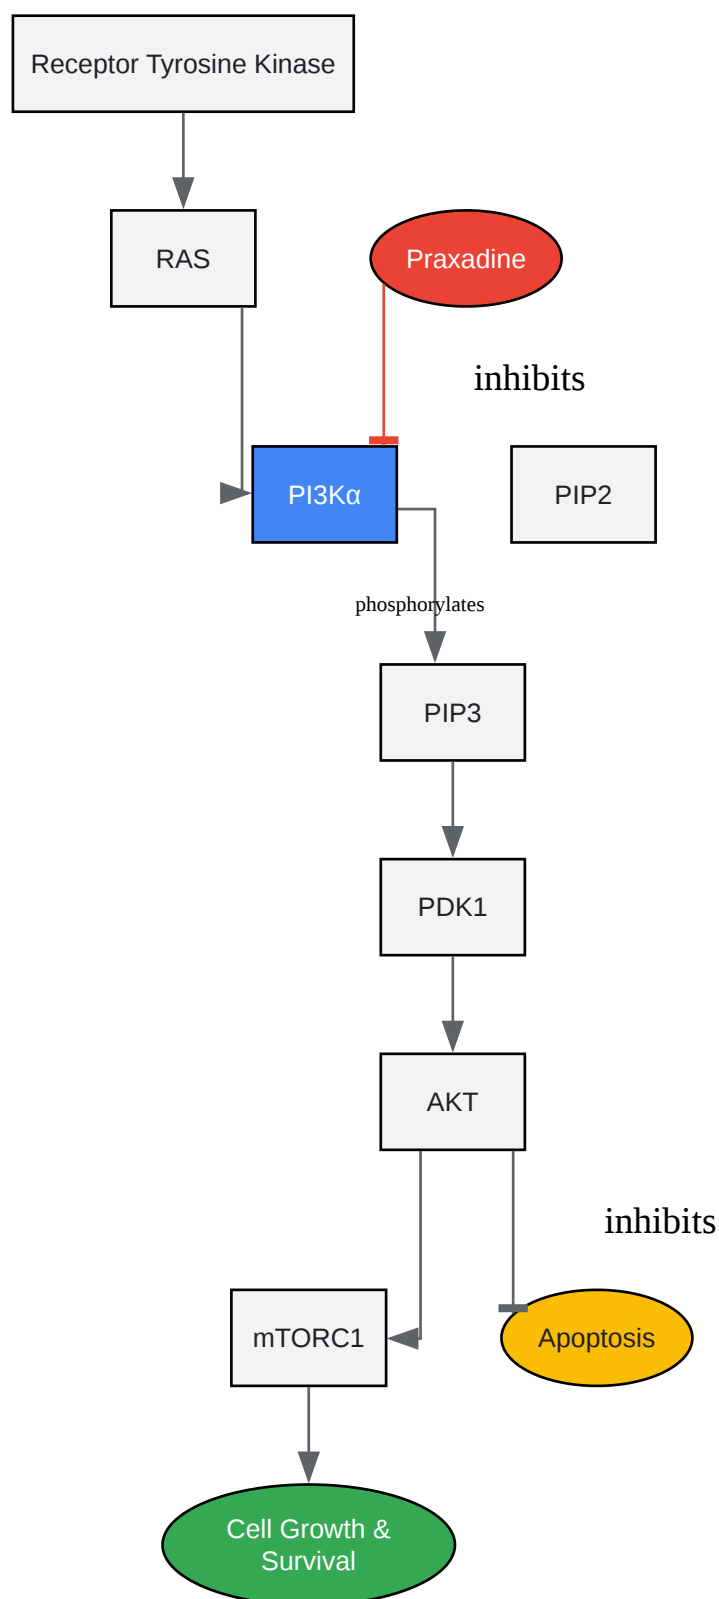 Receptor Tyrosine Kinase
RAS
Praxadine
inhibits
PI3Kα
PIP2
phosphorylates
PIP3
PDK1
AKT
inhibits
mTORC1
Apoptosis
Cell Growth &
Survival